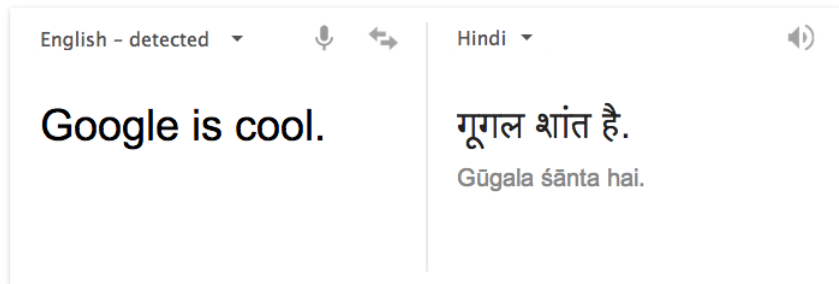 English – detected
Hindi
Google is cool.
गूगल शांत है.
Gūgala śānta hai.